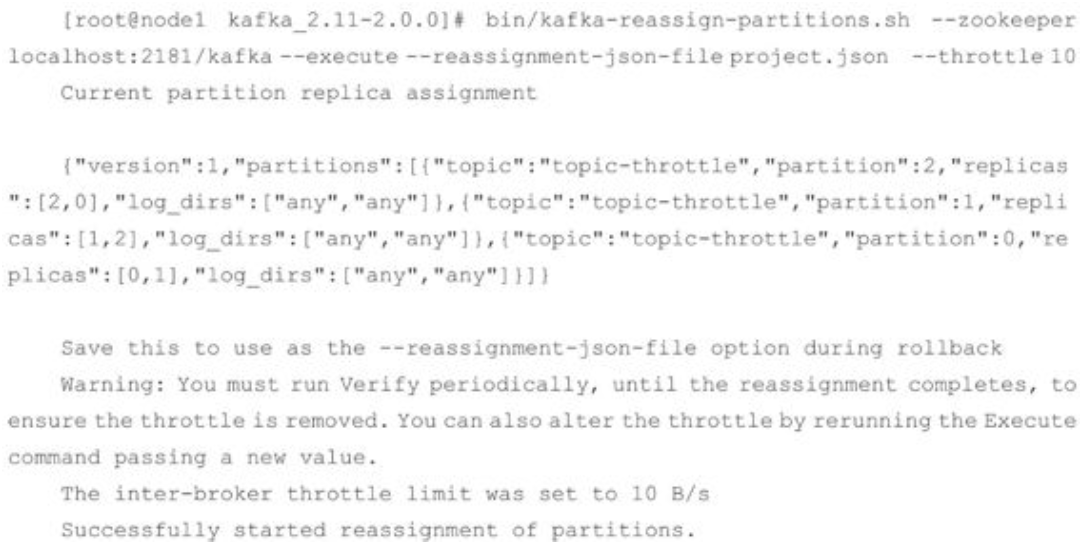 [root@node1 kafka_2.11-2.0.0]# bin/kafka-reassign-partitions.sh --zookeeper
localhost:2181/kafka --execute --reassignment-json-file project.json --throttle 10
Current partition replica assignment
{"version":1,"partitions":[{"topic":"topic-throttle","partition":2,"replicas
":[2,0],"log_dirs":["any","any"]},{"topic":"topic-throttle","partition":1,"repli
cas":[1,2],"log_dirs":["any","any"]},{"topic":"topic-throttle","partition":0,"re
plicas":[0,1],"log_dirs":["any","any"]}]}
Save this to use as the --reassignment-json-file option during rollback
Warning: You must run Verify periodically, until the reassignment completes, to
ensure the throttle is removed. You can also alter the throttle by rerunning the Execute
command passing a new value.
The inter-broker throttle limit was set to 10 B/s
Successfully started reassignment of partitions.